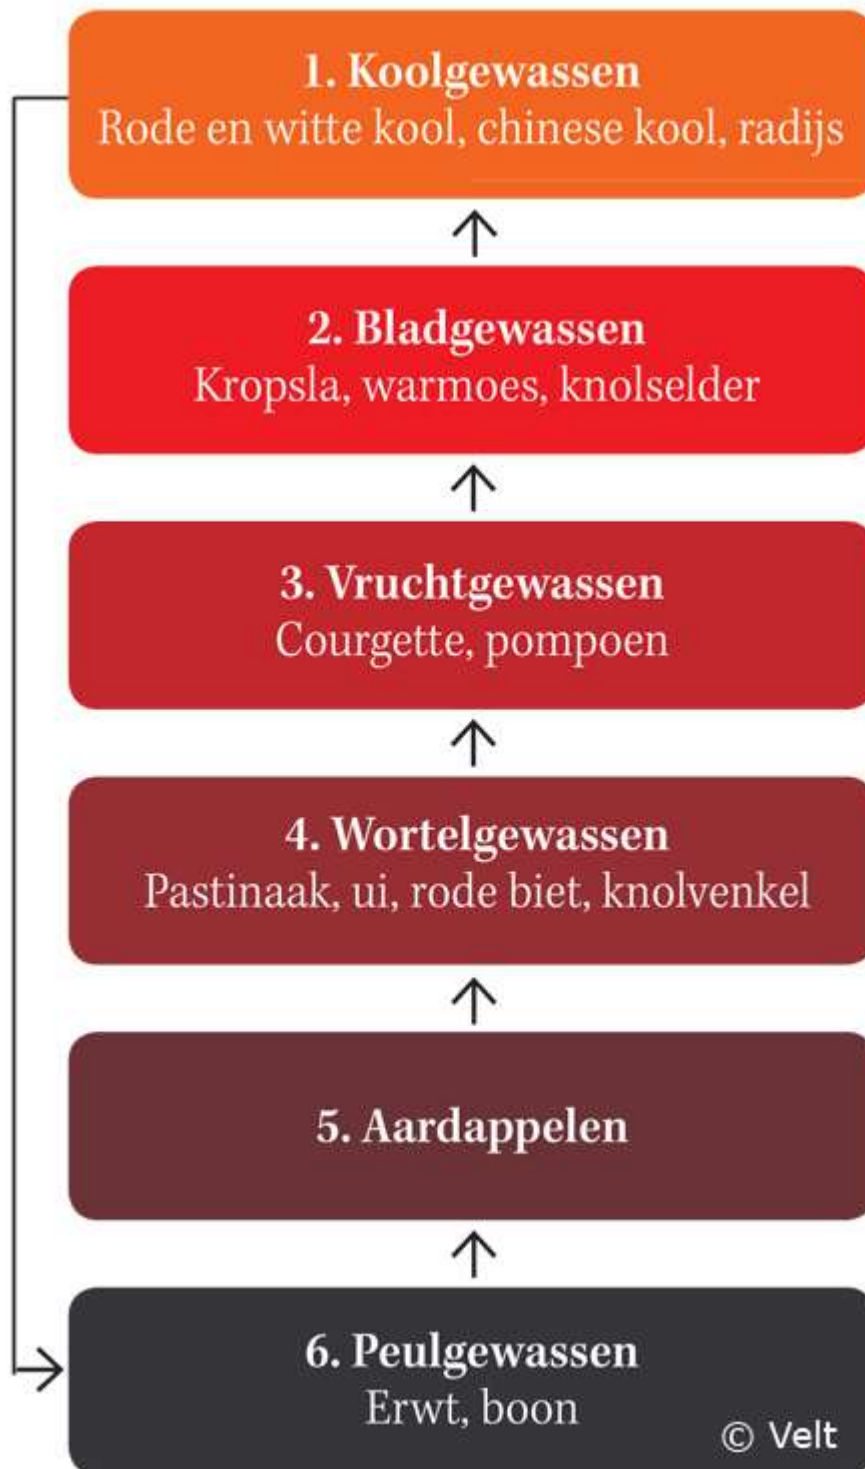 1. Koolgewassen
Rode en witte kool, chinese kool, radijs
2. Bladgewassen
Kropsla, warmoes, knolselder
3. Vruchtgewassen
Courgette, pompoen
4. Wortelgewassen
Pastinaak, ui, rode biet, knolvenkel
5. Aardappelen
6. Peulgewassen
Erwt, boon
© Velt